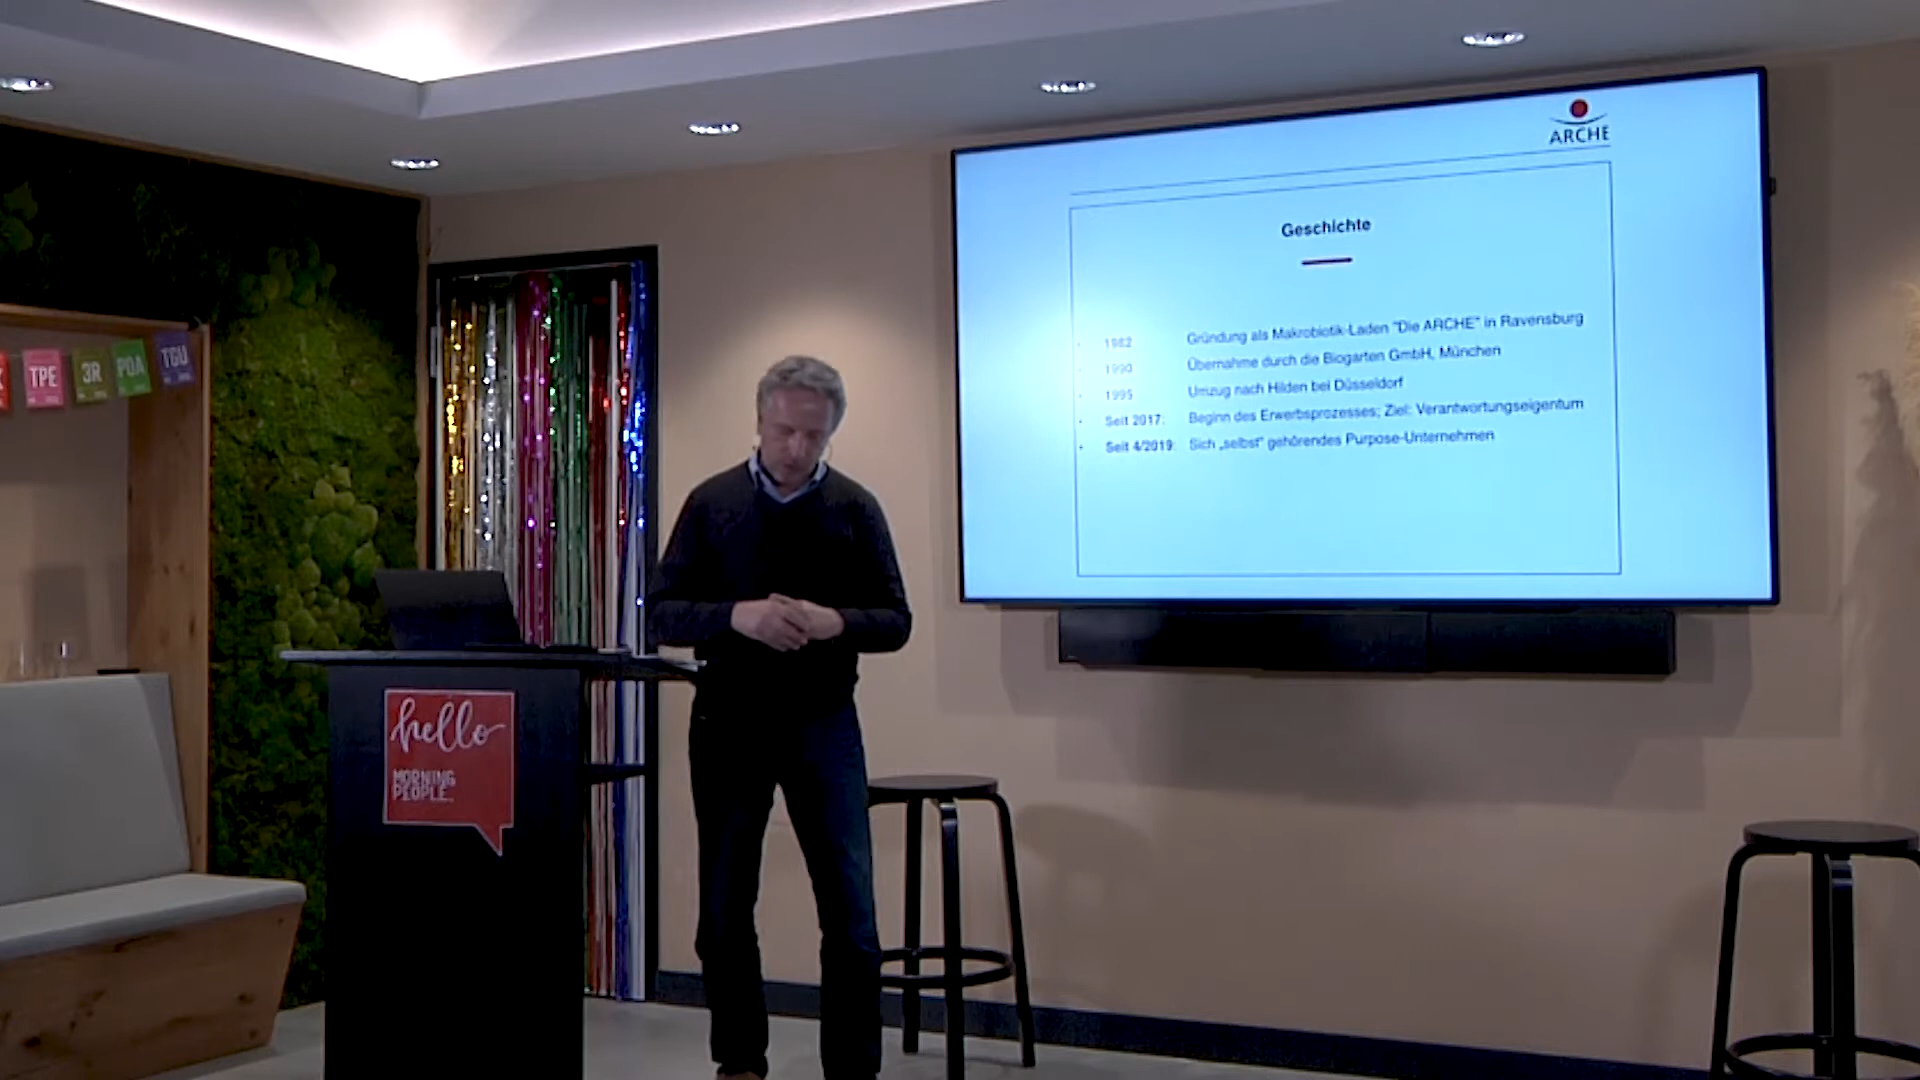 ARCHE
Geschichte
1982 Gründung als Makrobiotik-Laden "Die ARCHE" in Ravensburg
1990 Übernahme durch die Biogarten GmbH, München
1995 Umzug nach Hilden bei Düsseldorf
Seit 2017: Beginn des Erwerbsprozesses; Ziel: Verantwortungseigentum
Seit 4/2019: Sich „selbst“ gehörendes Purpose-Unternehmen
TPE
3R
PDA
TGU
hello
MORNING
PEOPLE.